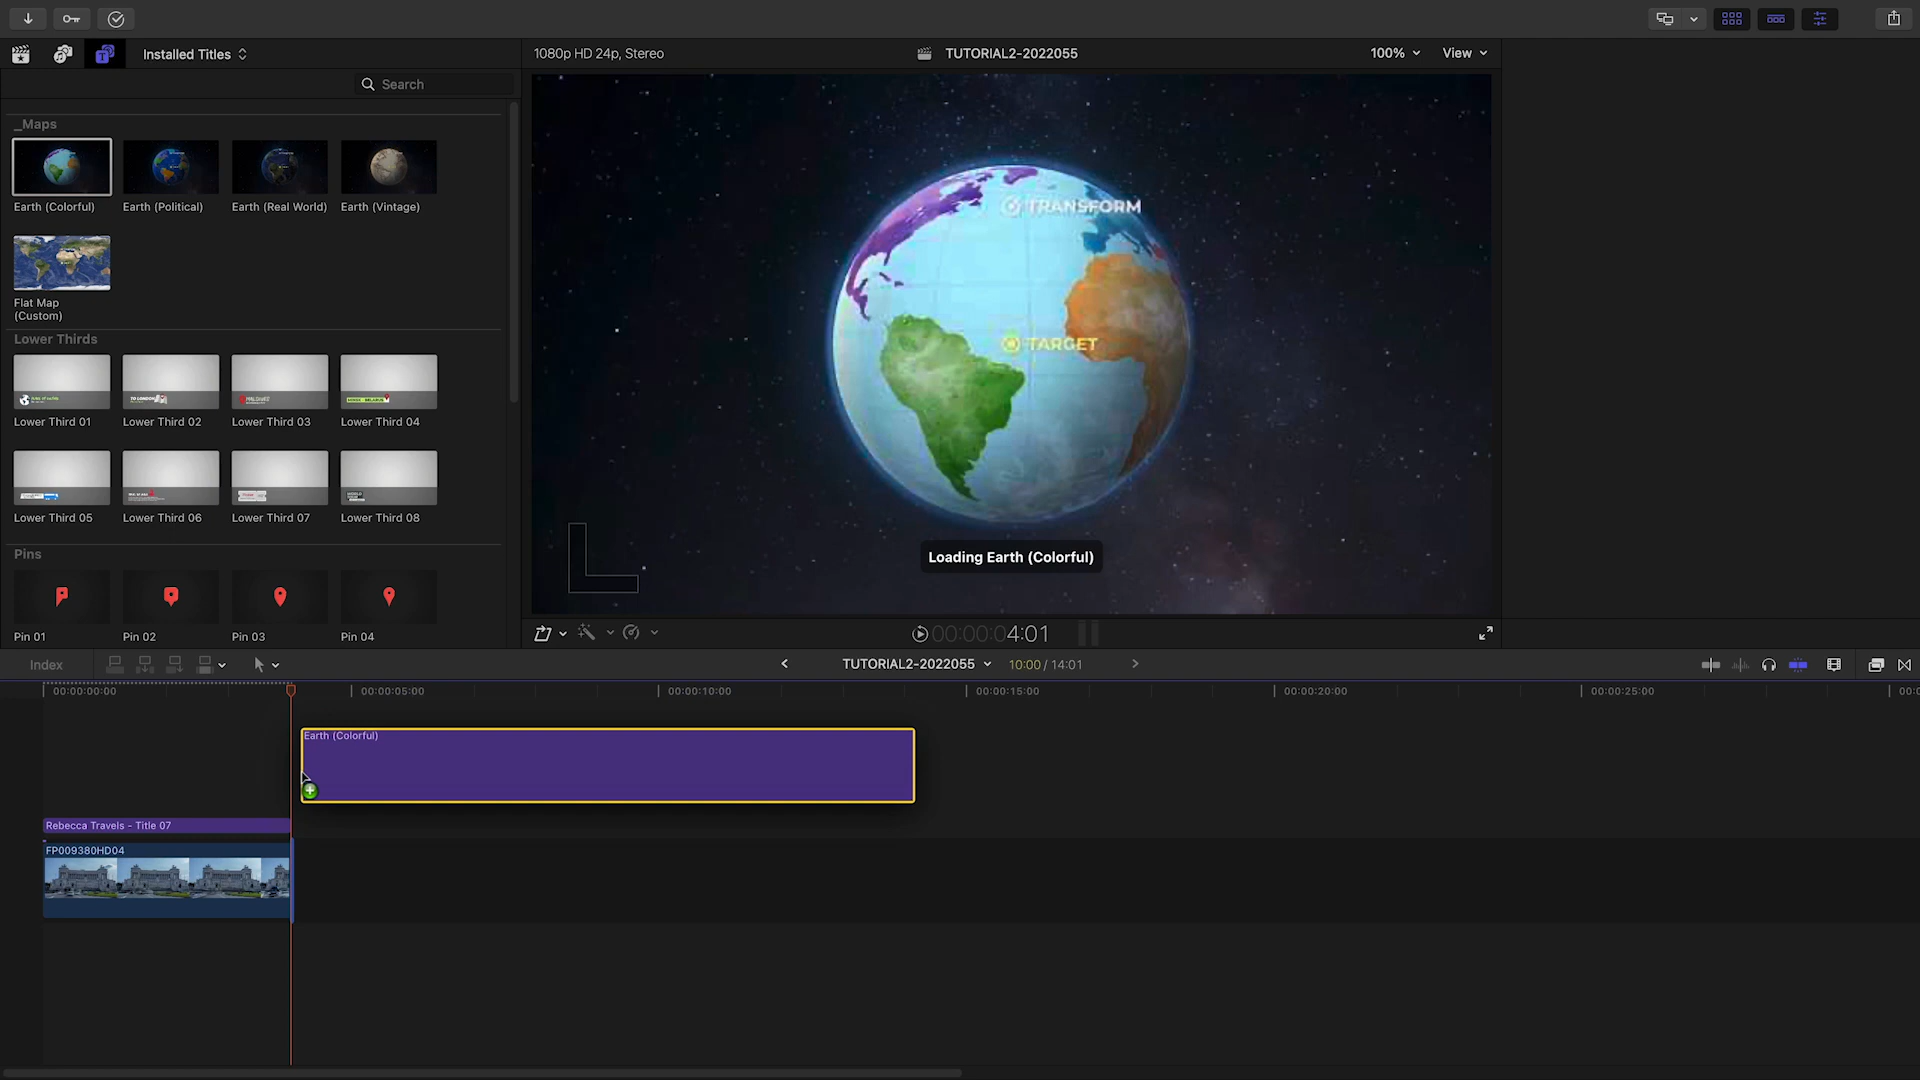 Installed Titles
1080p HD 24p, Stereo
TUTORIAL2-2022055
100%
View
Search
_Maps
Earth (Colorful)
Earth (Political)
Earth (Real World)
Earth (Vintage)
Flat Map
(Custom)
Lower Thirds
Lower Third 01
Lower Third 02
Lower Third 03
Lower Third 04
Lower Third 05
Lower Third 06
Lower Third 07
Lower Third 08
Pins
Pin 01
Pin 02
Pin 03
Pin 04
TRANSFORM
TARGET
Loading Earth (Colorful)
00:00:04:01
Index
TUTORIAL2-2022055
10:00 / 14:01
00:00:00:00
00:00:05:00
00:00:10:00
00:00:15:00
00:00:20:00
00:00:25:00
Earth (Colorful)
Rebecca Travels - Title 07
FP009380HD04